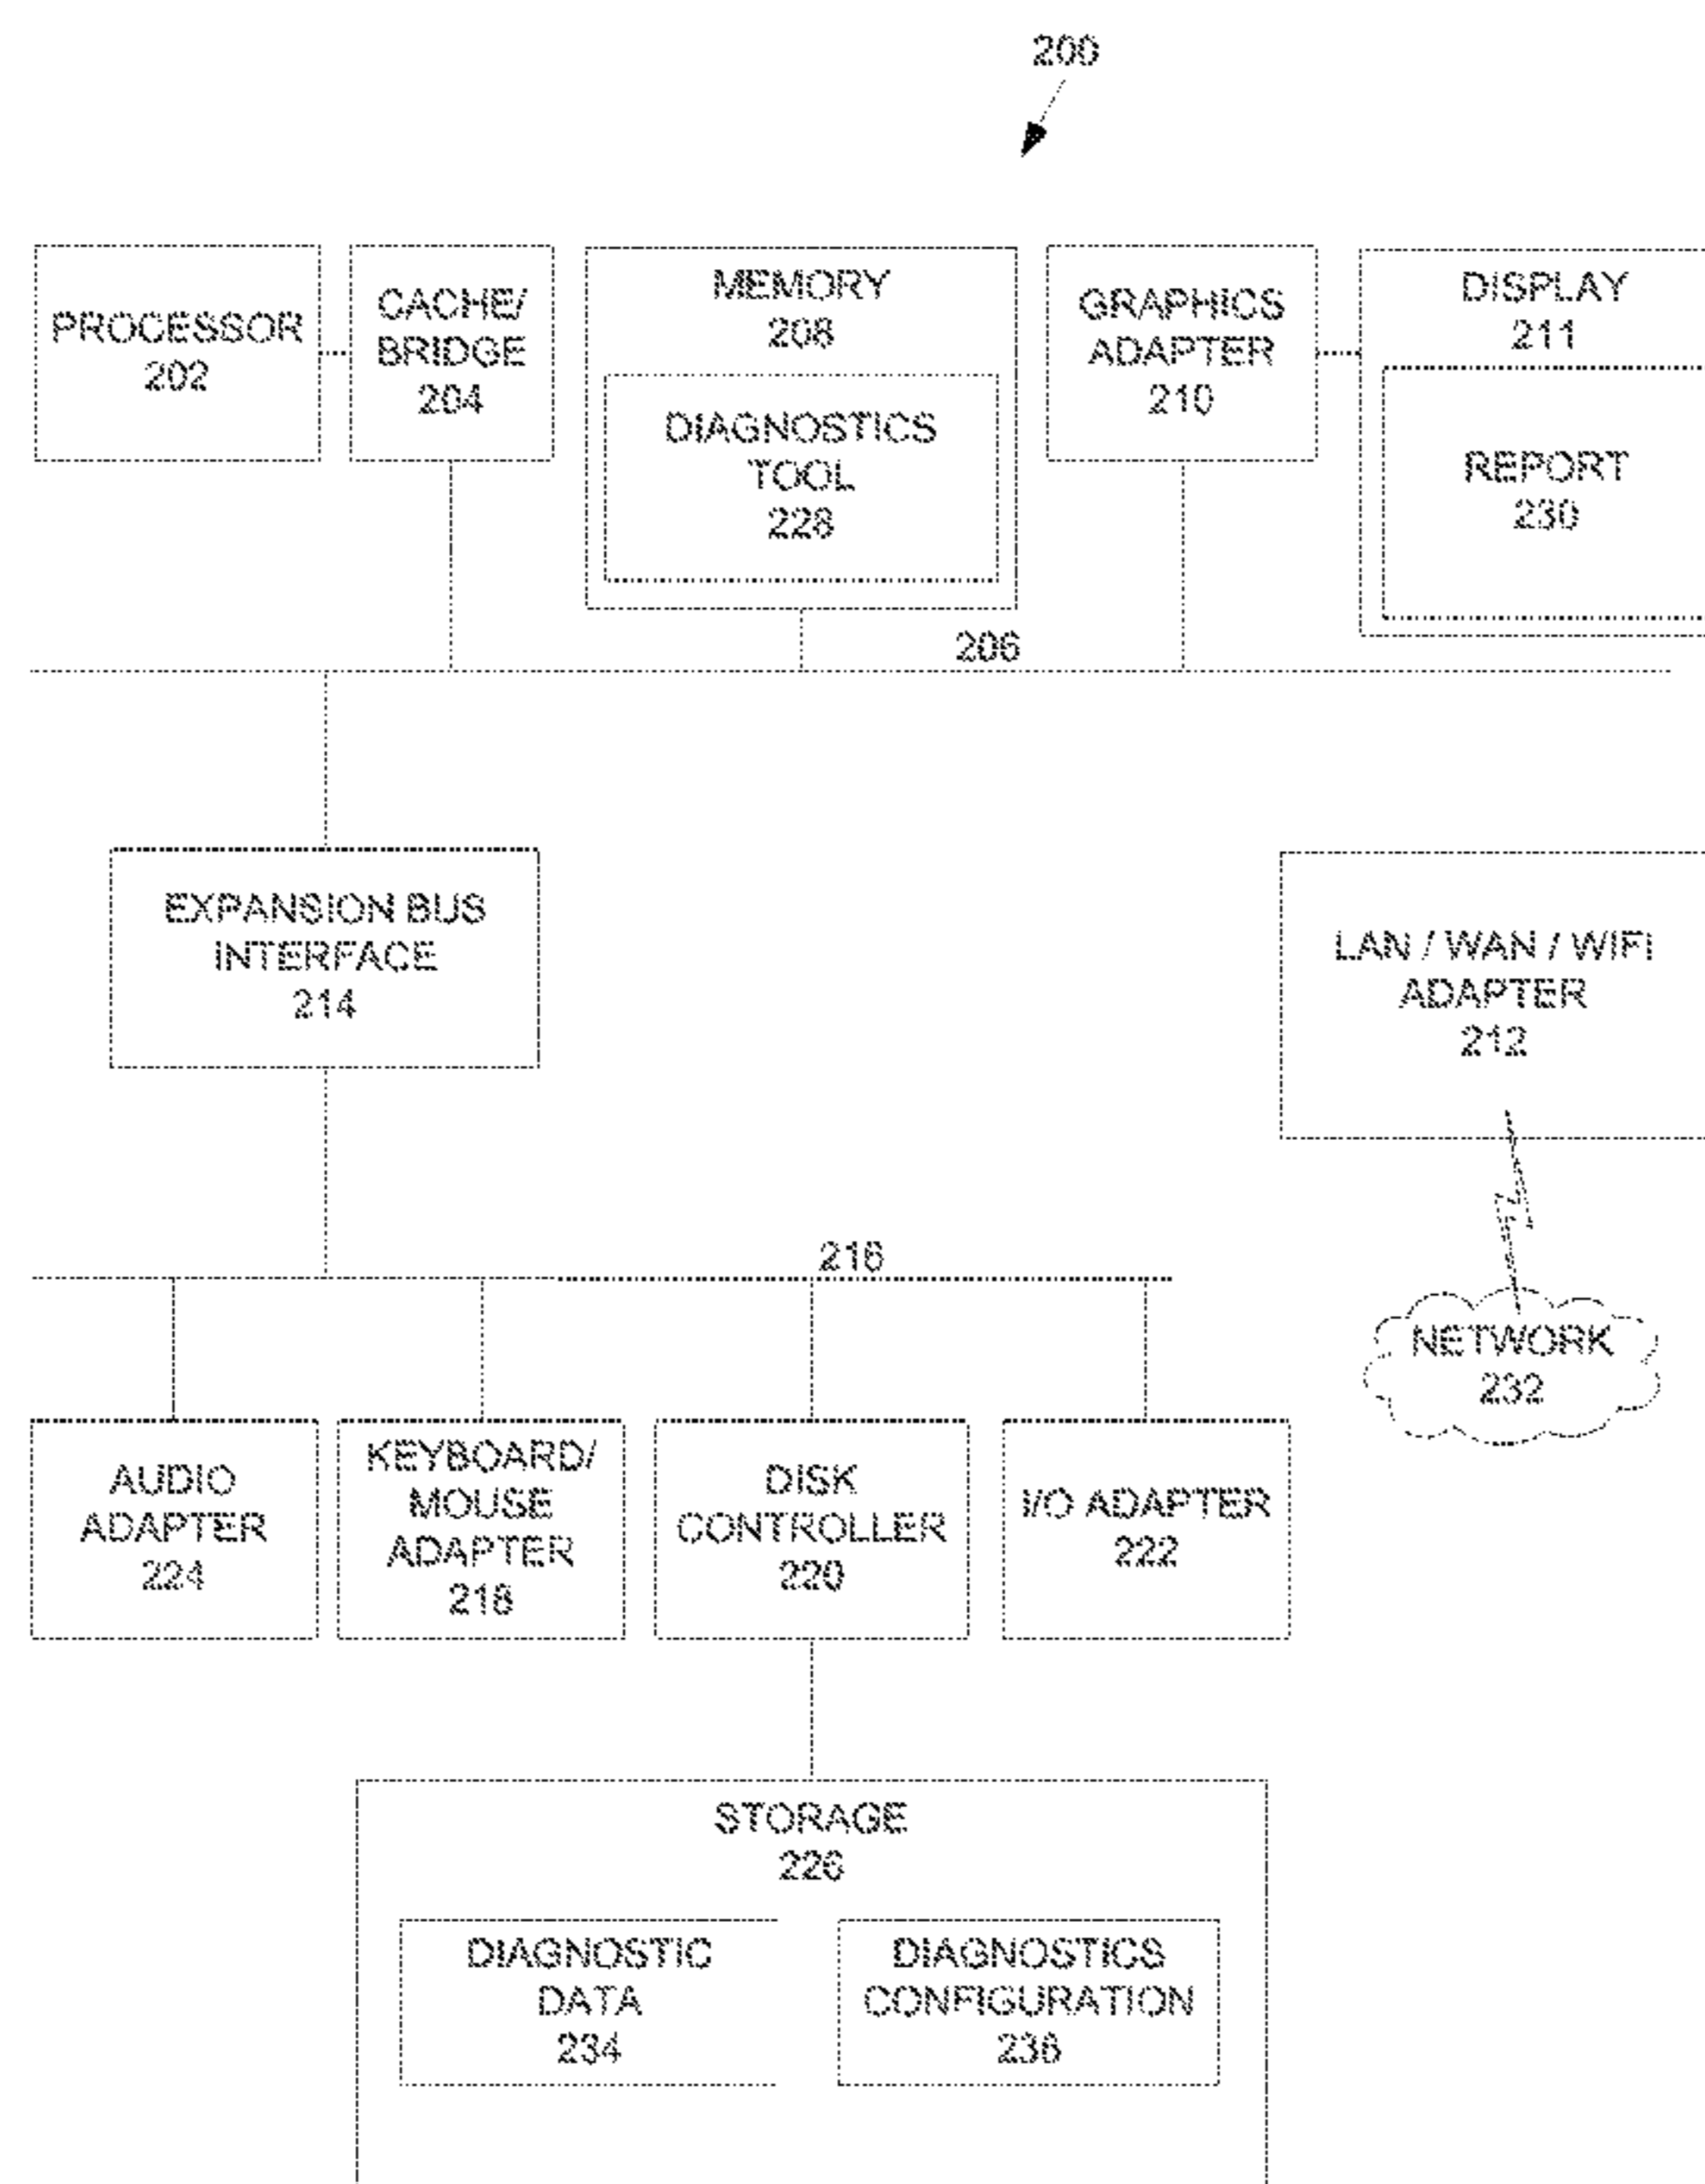 200
PROCESSOR
202
CACHE/
BRIDGE
204
MEMORY
208
DIAGNOSTICS
TOOL
228
GRAPHICS
ADAPTER
210
DISPLAY
211
REPORT
230
206
EXPANSION BUS
INTERFACE
214
LAN / WAN / WIFI
ADAPTER
212
216
NETWORK
232
AUDIO
ADAPTER
224
KEYBOARD/
MOUSE
ADAPTER
218
DISK
CONTROLLER
220
I/O ADAPTER
222
STORAGE
226
DIAGNOSTIC
DATA
234
DIAGNOSTICS
CONFIGURATION
236